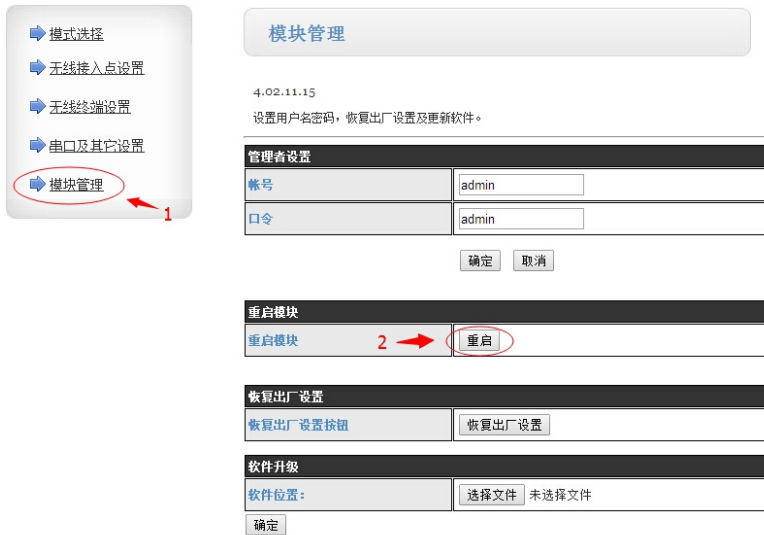 模式选择
无线接入点设置
无线终端设置
串口及其它设置
模块管理
1
模块管理
4.02.11.15
设置用户名密码，恢复出厂设置及更新软件。
管理者设置
帐号 admin
口令 admin
确定 取消
重启模块
重启模块 2 重启
恢复出厂设置
恢复出厂设置按钮 恢复出厂设置
软件升级
软件位置： 选择文件 未选择文件
确定